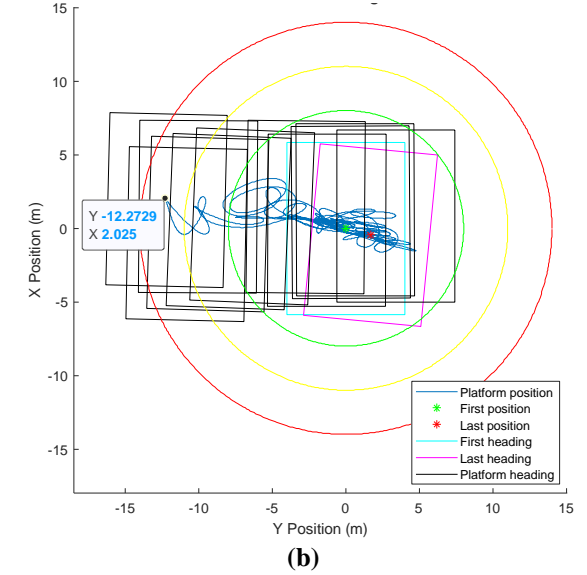 15
10
5
0
-5
-10
-15
X Position (m)
Y -12.2729
X 2.025
Platform position
First position
Last position
First heading
Last heading
Platform heading
-15
-10
-5
0
5
10
15
Y Position (m)
(b)